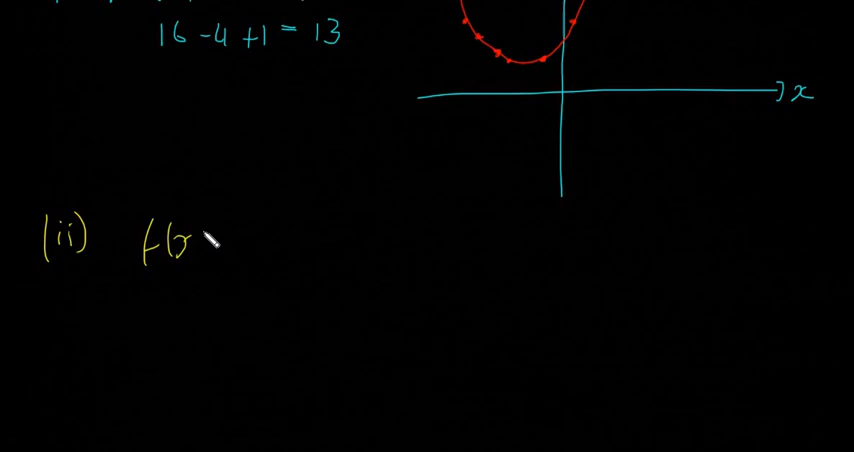 16 - 4 + 1 = 13
x
(ii) f(x